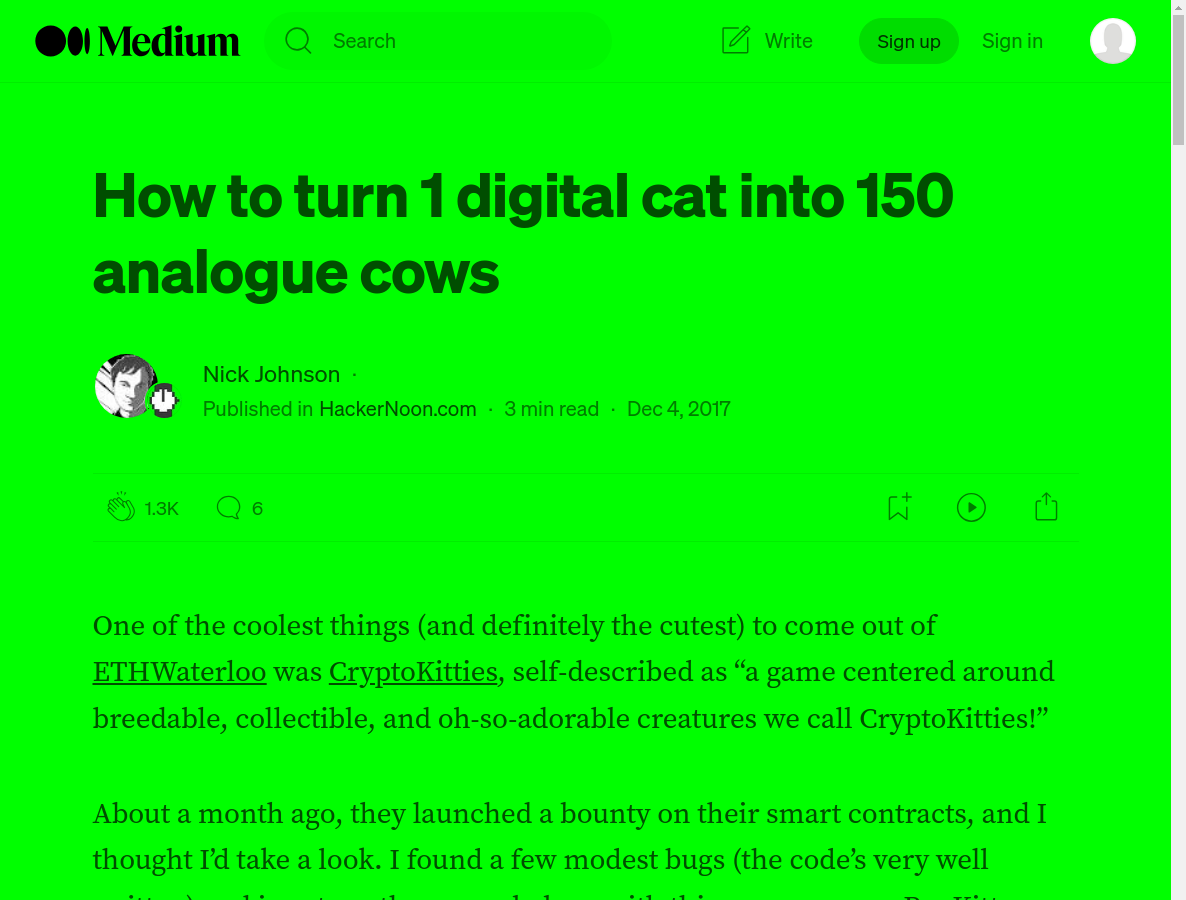 Medium
Search
Write
Sign up
Sign in
How to turn 1 digital cat into 150
analogue cows
Nick Johnson ·
Published in HackerNoon.com · 3 min read · Dec 4, 2017
1.3K
6
One of the coolest things (and definitely the cutest) to come out of
ETHWaterloo was CryptoKitties, self-described as “a game centered around
breedable, collectible, and oh-so-adorable creatures we call CryptoKitties!”
About a month ago, they launched a bounty on their smart contracts, and I
thought I’d take a look. I found a few modest bugs (the code’s very well